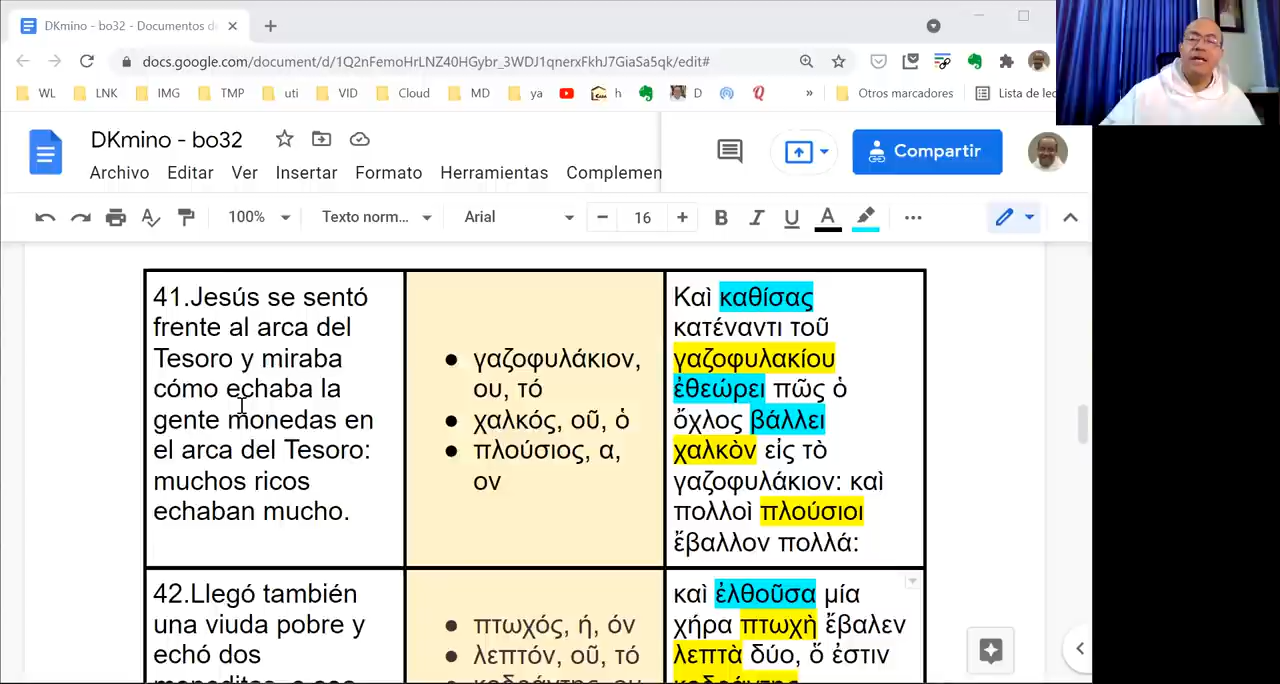 DKmino - bo32 - Documentos de
docs.google.com/document/d/1Q2nFemoHrLNZ40HGybr_3WDJ1qnerxFkhJ7GiaSa5qk/edit#
WL LNK IMG TMP uti VID Cloud MD ya h D » Otros marcadores Lista de lec
DKmino - bo32
Compartir
Archivo Editar Ver Insertar Formato Herramientas Complemen
100% Texto norm... Arial 16 B I U A
41.Jesús se sentó
frente al arca del
Tesoro y miraba
cómo echaba la
gente monedas en
el arca del Tesoro:
muchos ricos
echaban mucho.
● γαζοφυλάκιον,
ου, τό
● χαλκός, οῦ, ὁ
● πλούσιος, α,
ον
Καὶ καθίσας
κατέναντι τοῦ
γαζοφυλακίου
ἐθεώρει πῶς ὁ
ὄχλος βάλλει
χαλκὸν εἰς τὸ
γαζοφυλάκιον: καὶ
πολλοὶ πλούσιοι
ἔβαλλον πολλά:
42.Llegó también
una viuda pobre y
echó dos
● πτωχός, ή, όν
● λεπτόν, οῦ, τό
καὶ ἐλθοῦσα μία
χήρα πτωχὴ ἔβαλεν
λεπτὰ δύο, ὅ ἐστιν